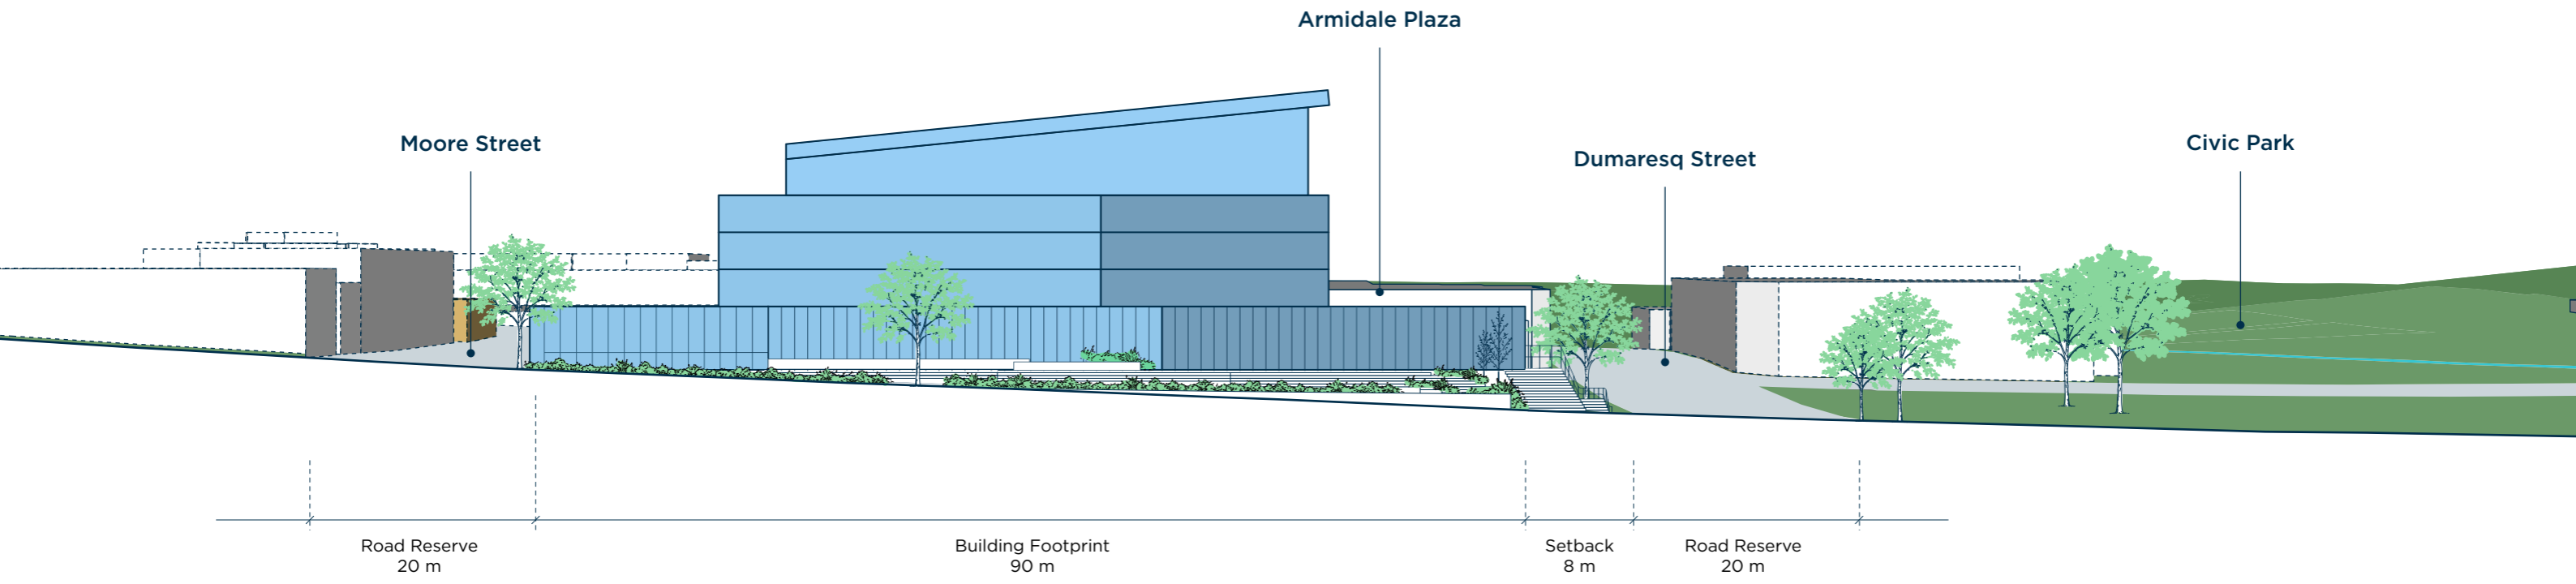 Armidale Plaza
Moore Street
Civic Park
Dumaresq Street
Road Reserve
20 m
Building Footprint
90 m
Setback
8 m
Road Reserve
20 m